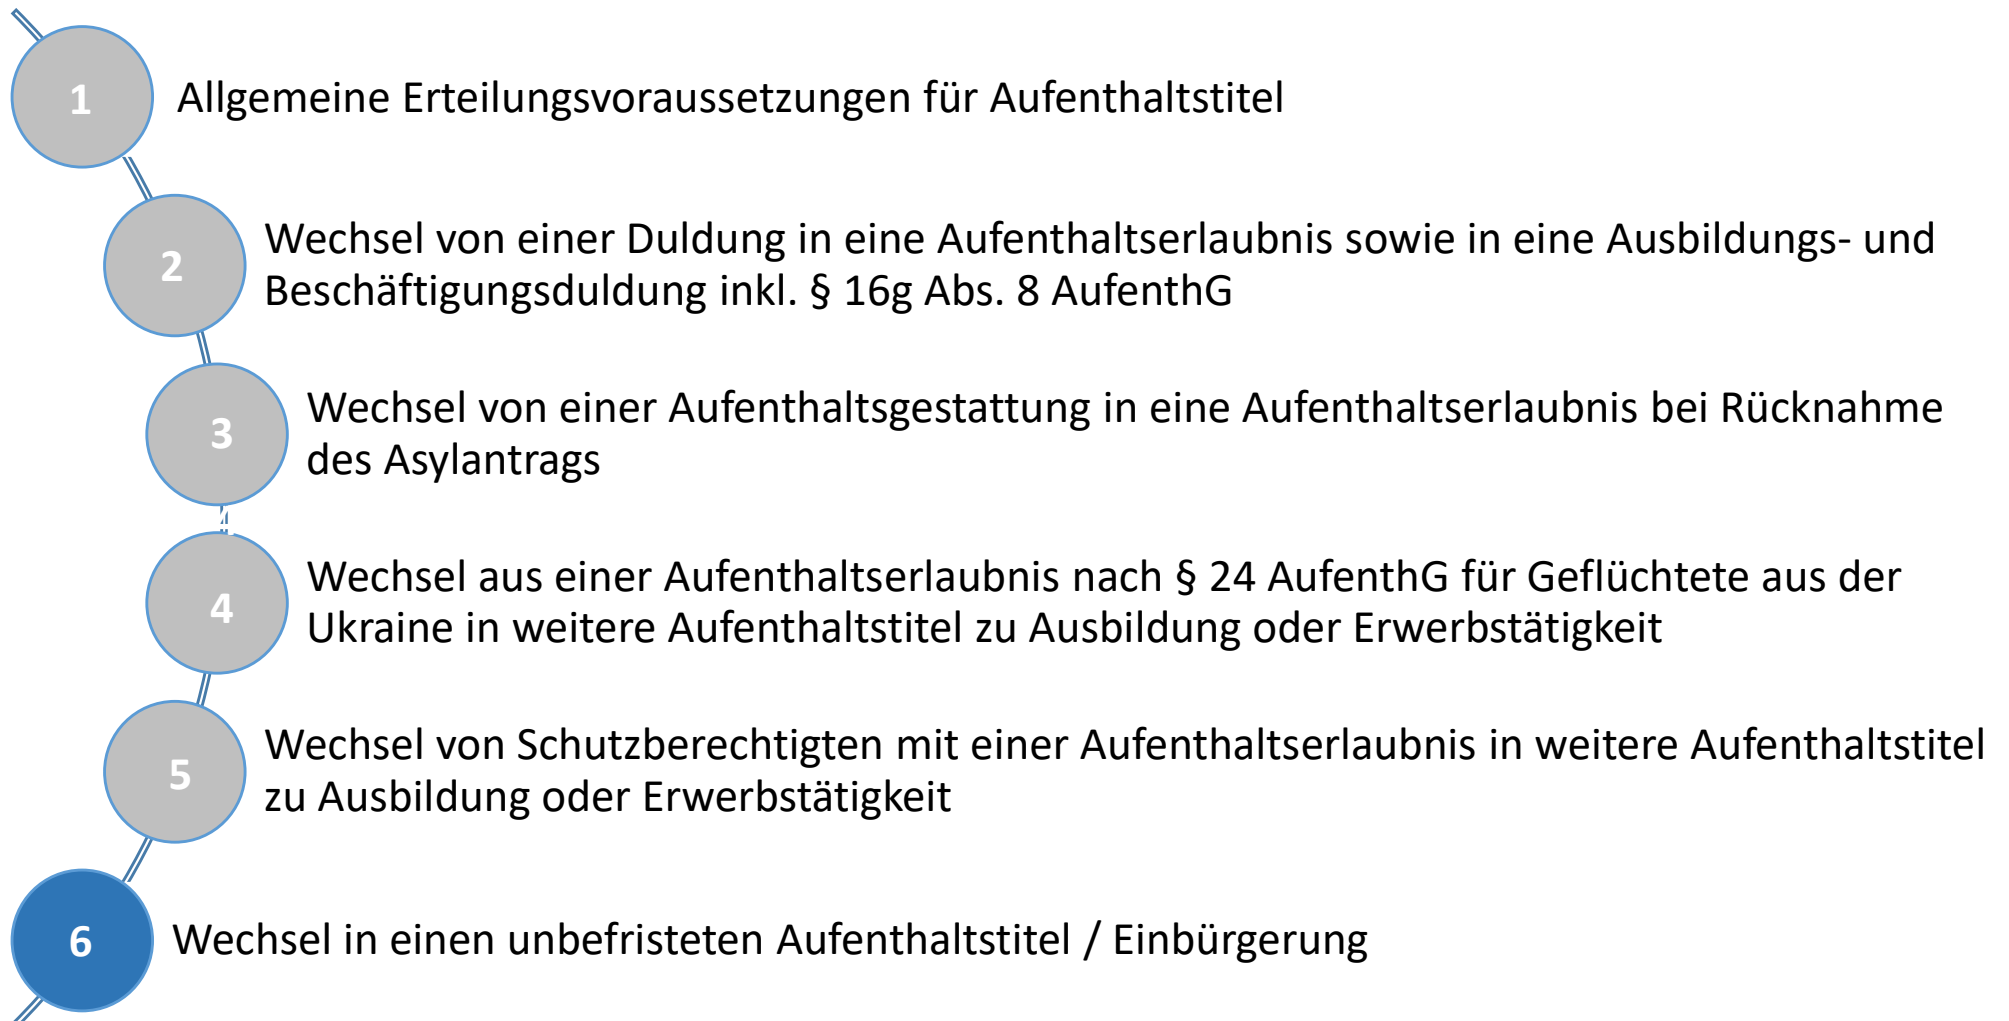 1 Allgemeine Erteilungsvoraussetzungen für Aufenthaltstitel
2 Wechsel von einer Duldung in eine Aufenthaltserlaubnis sowie in eine Ausbildungs- und
Beschäftigungsduldung inkl. § 16g Abs. 8 AufenthG
3 Wechsel von einer Aufenthaltsgestattung in eine Aufenthaltserlaubnis bei Rücknahme
des Asylantrags
4
4 Wechsel aus einer Aufenthaltserlaubnis nach § 24 AufenthG für Geflüchtete aus der
Ukraine in weitere Aufenthaltstitel zu Ausbildung oder Erwerbstätigkeit
5 Wechsel von Schutzberechtigten mit einer Aufenthaltserlaubnis in weitere Aufenthaltstitel
zu Ausbildung oder Erwerbstätigkeit
6 Wechsel in einen unbefristeten Aufenthaltstitel / Einbürgerung